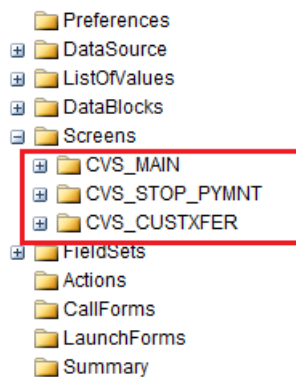 Preferences
DataSource
ListOfValues
DataBlocks
Screens
CVS_MAIN
CVS_STOP_PYMNT
CVS_CUSTXFER
FieldSets
Actions
CallForms
LaunchForms
Summary